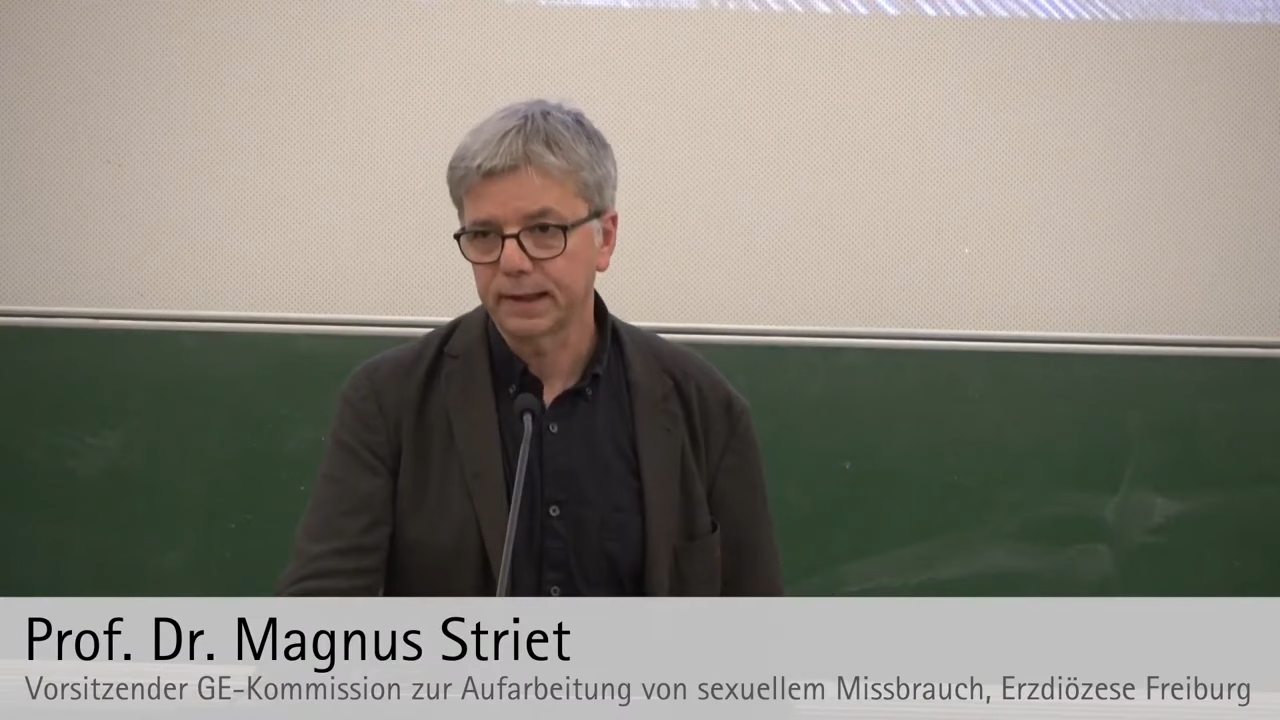 Prof. Dr. Magnus Striet
Vorsitzender GE-Kommission zur Aufarbeitung von sexuellem Missbrauch, Erzdiözese Freiburg